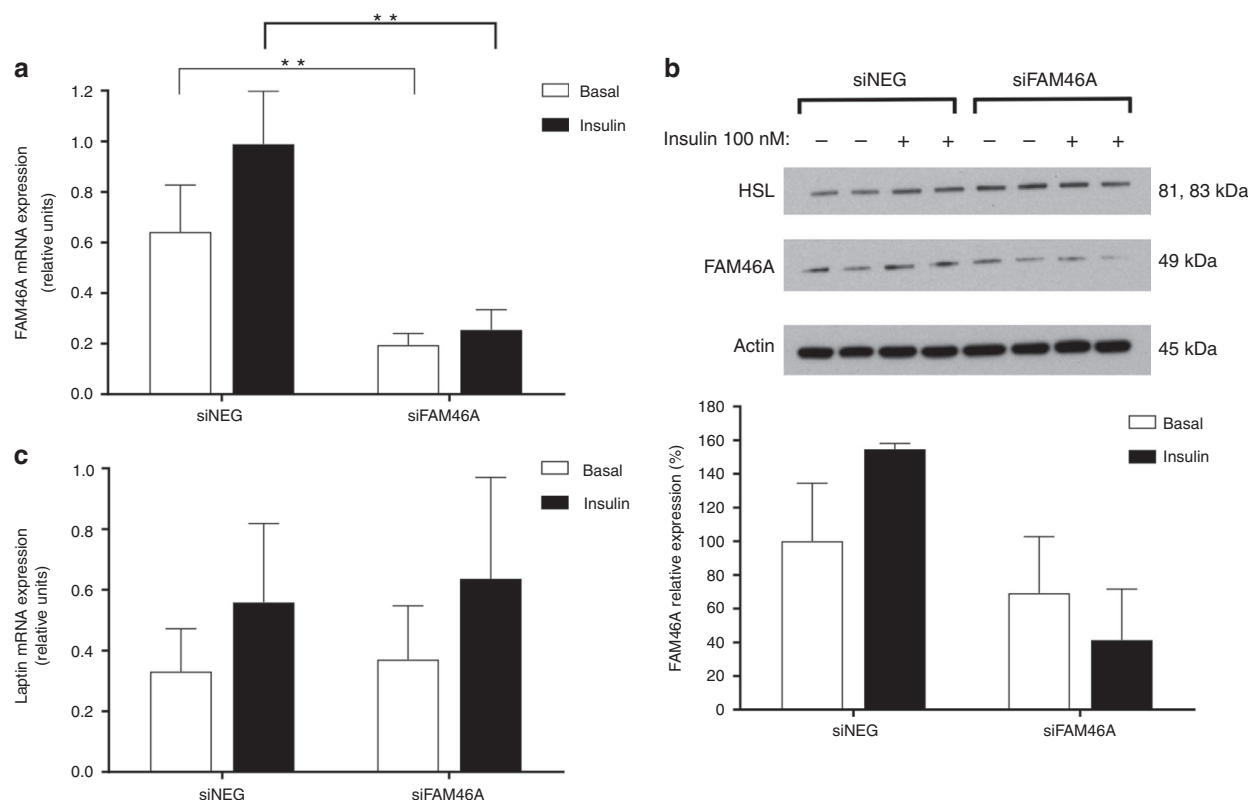 a
* *
* *
FAM46A mRNA expression
(relative units)
1.2
1.0
0.8
0.6
0.4
0.2
0.0
Basal
Insulin
siNEG
siFAM46A
b
siNEG
siFAM46A
Insulin 100 nM: – – + + – – + +
HSL
81, 83 kDa
FAM46A
49 kDa
Actin
45 kDa
FAM46A relative expression (%)
180
160
140
120
100
80
60
40
20
0
Basal
Insulin
siNEG
siFAM46A
c
Laptin mRNA expression
(relative units)
1.0
0.8
0.6
0.4
0.2
0.0
Basal
Insulin
siNEG
siFAM46A